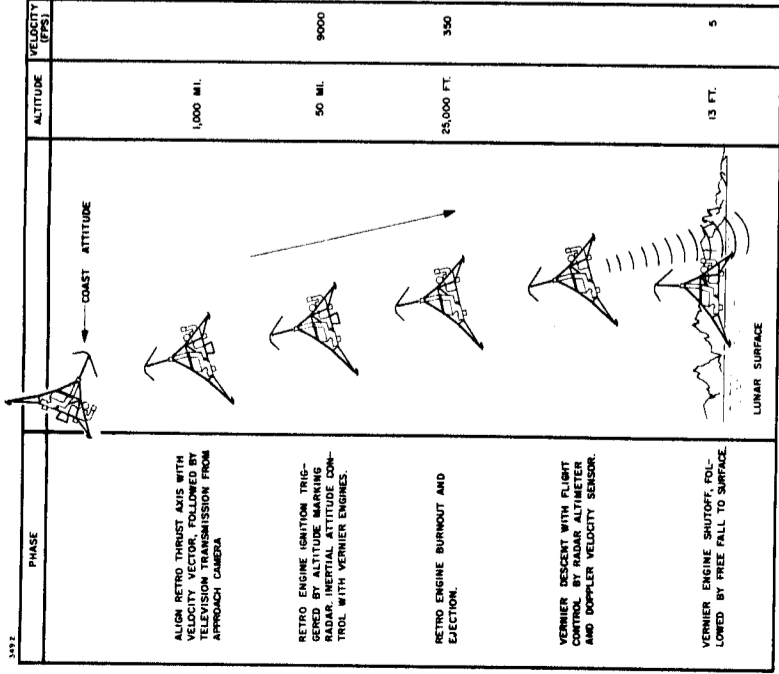 3492
PHASE
ALTITUDE
VELOCITY
(FPS)
COAST ATTITUDE
ALIGN RETRO THRUST AXIS WITH
VELOCITY VECTOR, FOLLOWED BY
TELEVISION TRANSMISSION FROM
APPROACH CAMERA
1,000 MI.
RETRO ENGINE IGNITION TRIG-
GERED BY ALTITUDE MARKING
RADAR. INERTIAL ATTITUDE CON-
TROL WITH VERNIER ENGINES.
50 MI.
9000
RETRO ENGINE BURNOUT AND
EJECTION.
25,000 FT.
350
VERNIER DESCENT WITH FLIGHT
CONTROL BY RADAR ALTIMETER
AND DOPPLER VELOCITY SENSOR.
VERNIER ENGINE SHUTOFF, FOL-
LOWED BY FREE FALL TO SURFACE.
13 FT.
5
LUNAR SURFACE